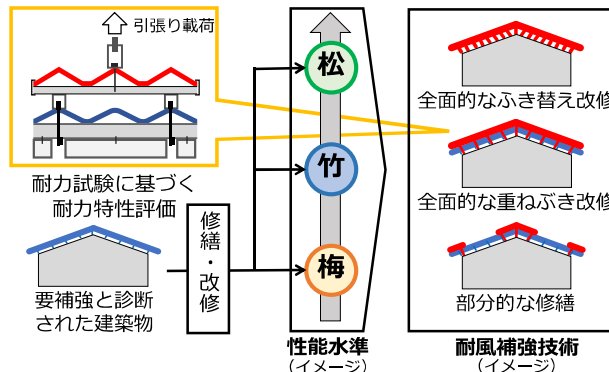 引張り載荷
耐力試験に基づく
耐力特性評価
要補強と診断
された建築物
修繕・改修
松
竹
梅
性能水準
(イメージ)
全面的なふき替え改修
全面的な重ねぶき改修
部分的な修繕
耐風補強技術
(イメージ)